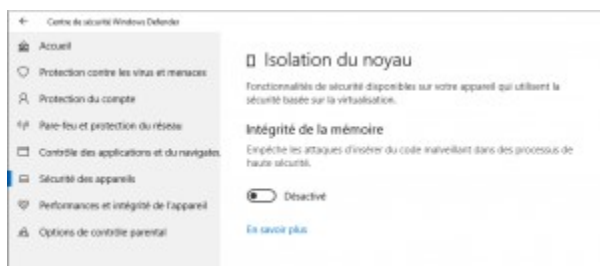 Centre de sécurité Windows Defender
Accueil
Protection contre les virus et menaces
Protection du compte
Pare-feu et protection du réseau
Contrôle des applications et du navigateu
Sécurité des appareils
Performances et intégrité de l'appareil
Options de contrôle parental
Isolation du noyau
Fonctionnalités de sécurité disponibles sur votre appareil qui utilisent la
sécurité basée sur la virtualisation.
Intégrité de la mémoire
Empêche les attaques d'insérer du code malveillant dans des processus de
haute sécurité.
Désactivé
En savoir plus